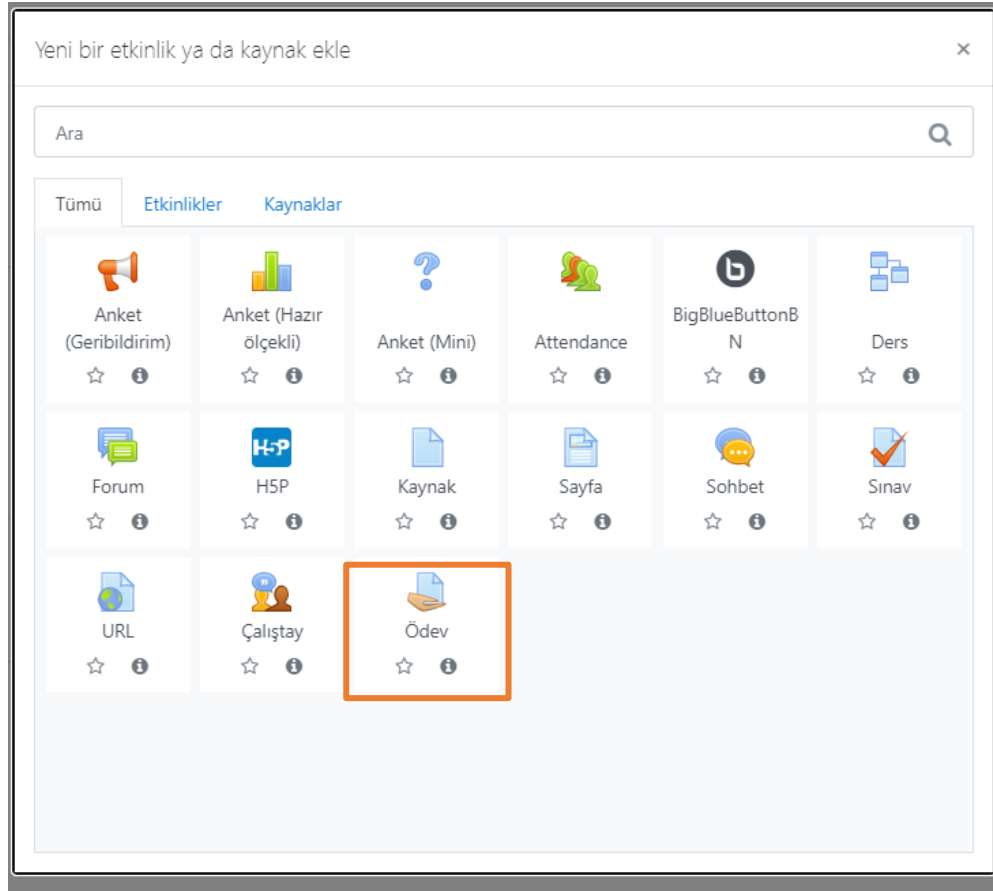 Yeni bir etkinlik ya da kaynak ekle
Ara
Tümü Etkinlikler Kaynaklar
Anket
(Geribildirim)
Anket (Hazır
ölçekli)
Anket (Mini)
Attendance
BigBlueButtonB
N
Ders
Forum
H5P
H5P
Kaynak
Sayfa
Sohbet
Sınav
URL
Çalıştay
Ödev